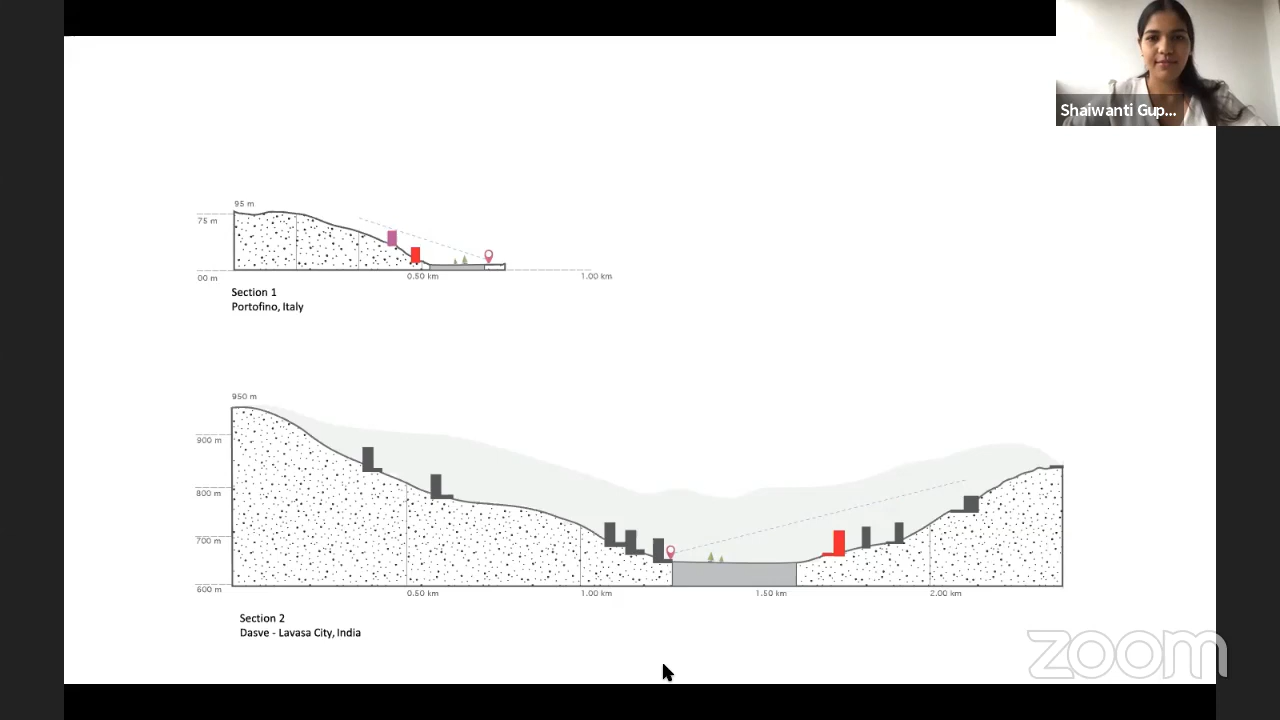 Shaiwanti Gup...
95 m
75 m
00 m
0.50 km
1.00 km
Section 1
Portofino, Italy
950 m
900 m
800 m
700 m
600 m
0.50 km
1.00 km
1.50 km
2.00 km
Section 2
Dasve - Lavasa City, India
zoom